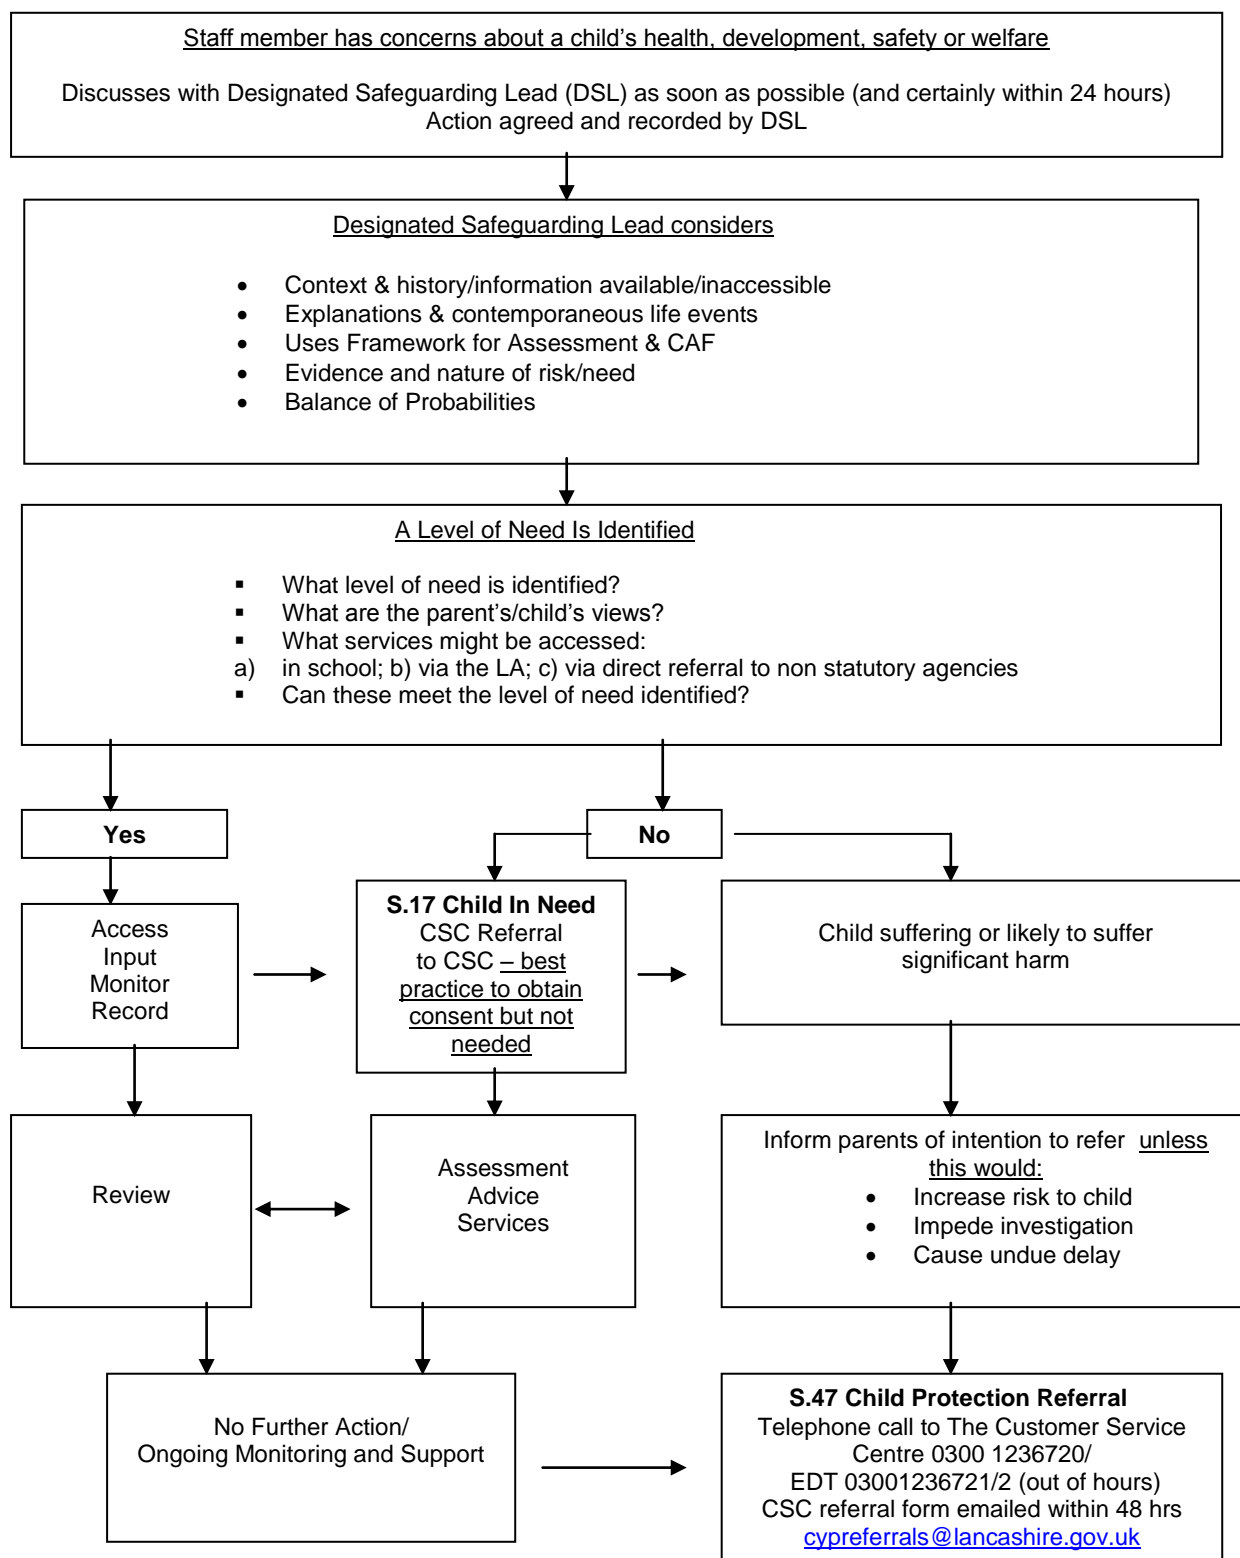 Staff member has concerns about a child’s health, development, safety or welfare
Discusses with Designated Safeguarding Lead (DSL) as soon as possible (and certainly within 24 hours)
Action agreed and recorded by DSL
Designated Safeguarding Lead considers
• Context & history/information available/inaccessible
• Explanations & contemporaneous life events
• Uses Framework for Assessment & CAF
• Evidence and nature of risk/need
• Balance of Probabilities
A Level of Need Is Identified
▪ What level of need is identified?
▪ What are the parent’s/child’s views?
▪ What services might be accessed:
a) in school; b) via the LA; c) via direct referral to non statutory agencies
▪ Can these meet the level of need identified?
Yes
No
Access
Input
Monitor
Record
S.17 Child In Need
CSC Referral
to CSC – best
practice to obtain
consent but not
needed
Child suffering or likely to suffer
significant harm
Review
Assessment
Advice
Services
Inform parents of intention to refer unless
this would:
• Increase risk to child
• Impede investigation
• Cause undue delay
No Further Action/
Ongoing Monitoring and Support
S.47 Child Protection Referral
Telephone call to The Customer Service
Centre 0300 1236720/
EDT 03001236721/2 (out of hours)
CSC referral form emailed within 48 hrs
cypreferrals@lancashire.gov.uk